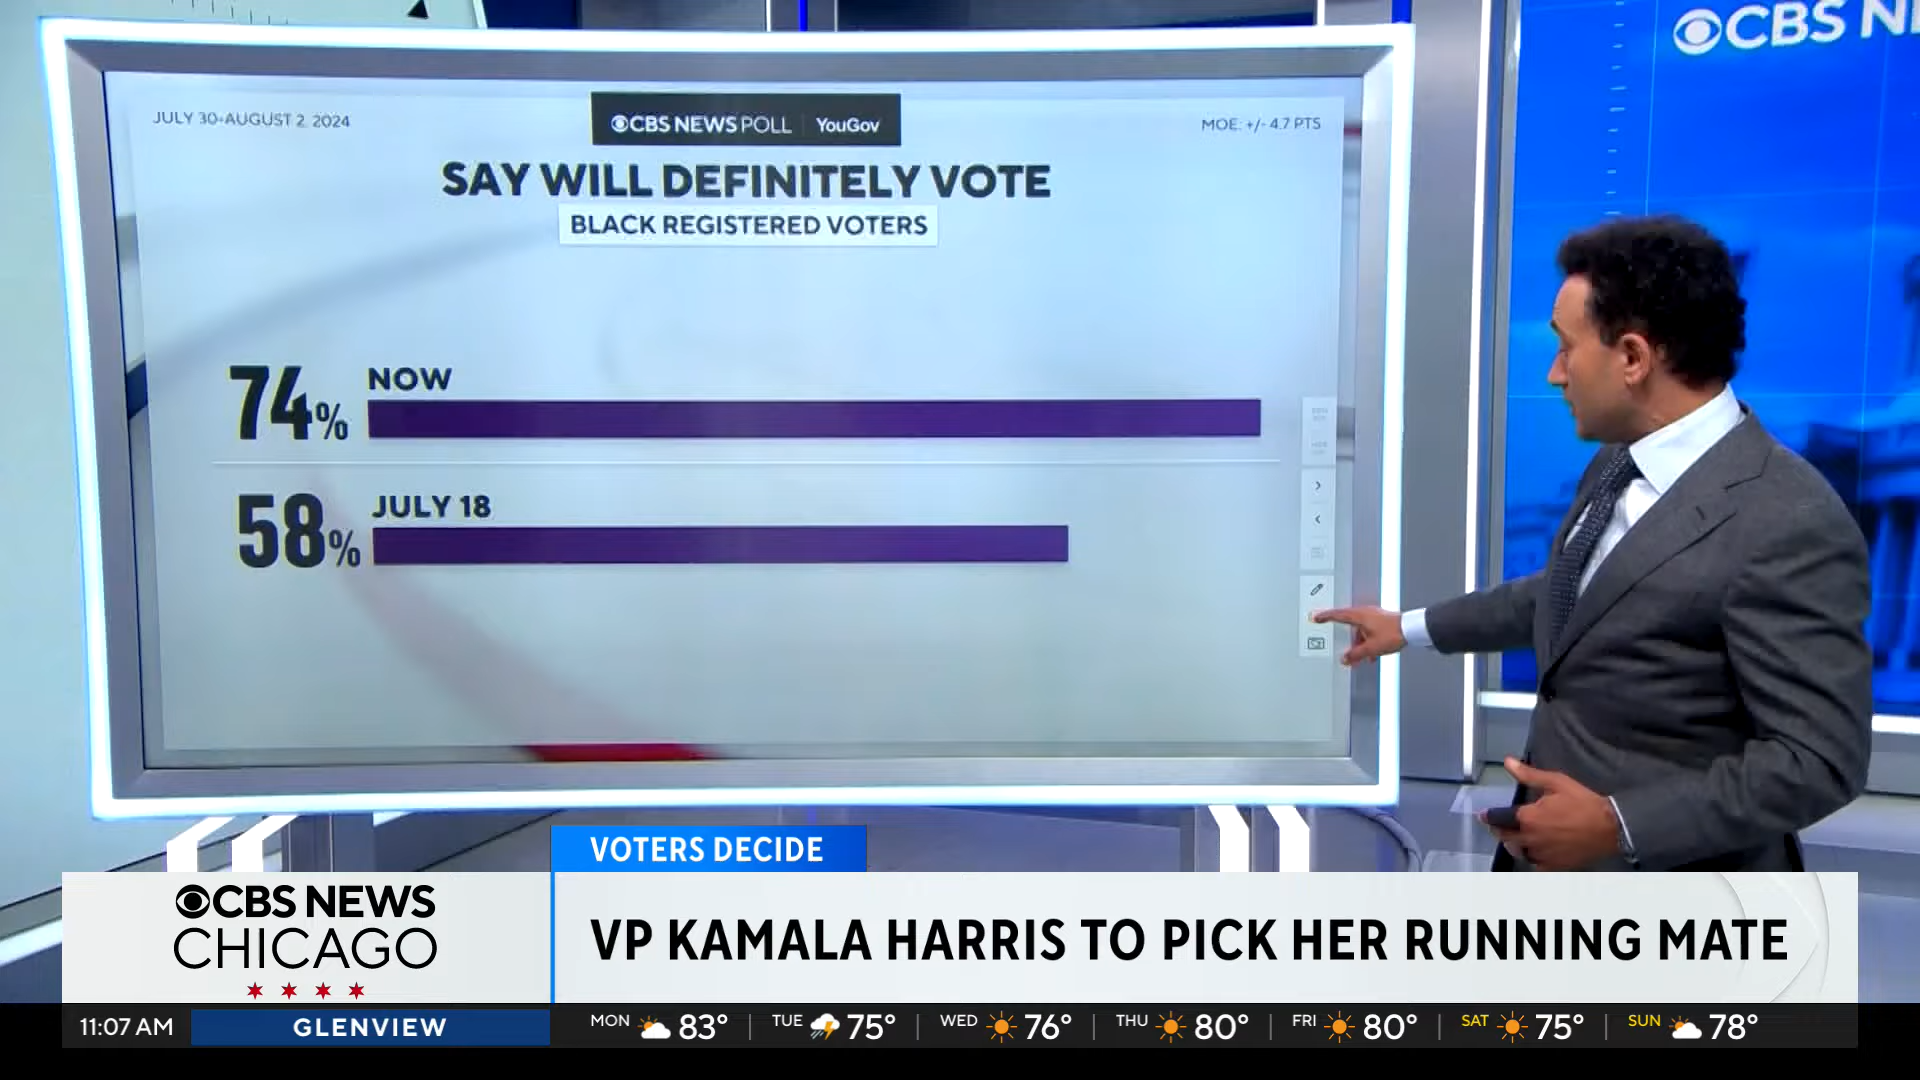 CBS NE
JULY 30-AUGUST 2, 2024
CBS NEWS POLL YouGov
MOE: +/- 4.7 PTS
SAY WILL DEFINITELY VOTE
BLACK REGISTERED VOTERS
74% NOW
58% JULY 18
VOTERS DECIDE
CBS NEWS
CHICAGO
VP KAMALA HARRIS TO PICK HER RUNNING MATE
11:07 AM GLENVIEW MON 83° TUE 75° WED 76° THU 80° FRI 80° SAT 75° SUN 78°